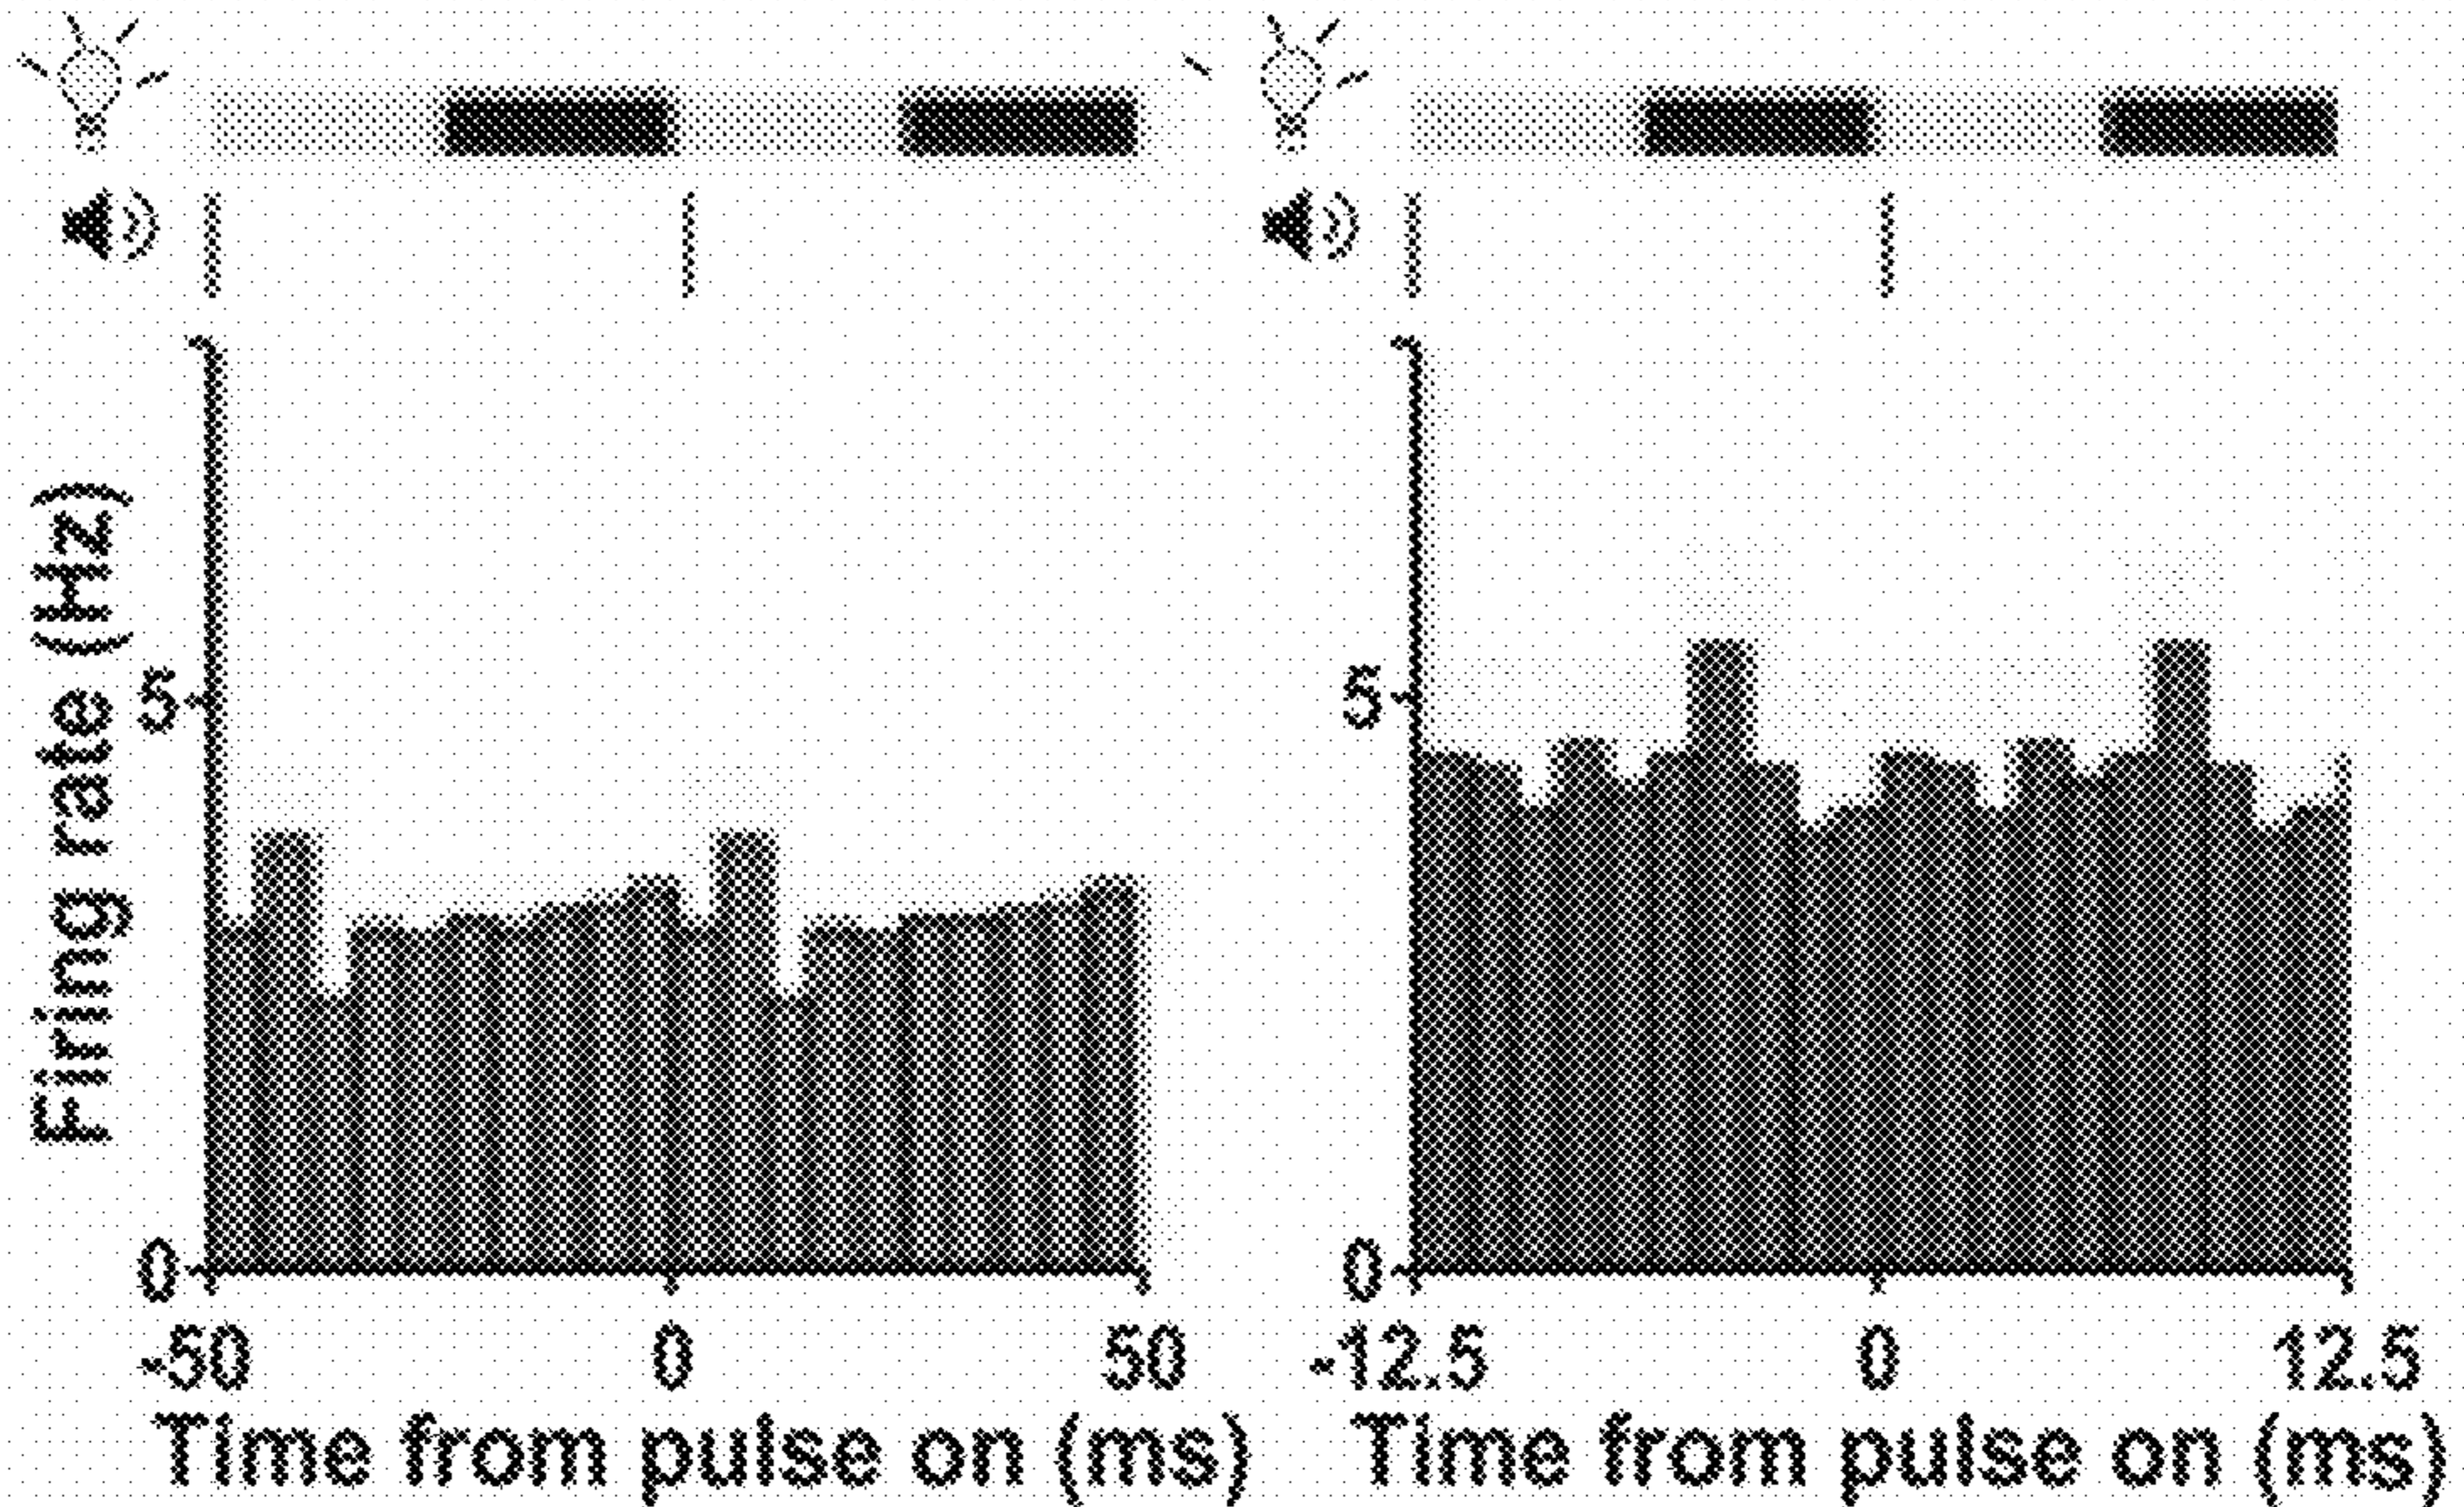 Firing rate (Hz)
5
0
-50 0 50
Time from pulse on (ms)
5
0
-12.5 0 12.5
Time from pulse on (ms)